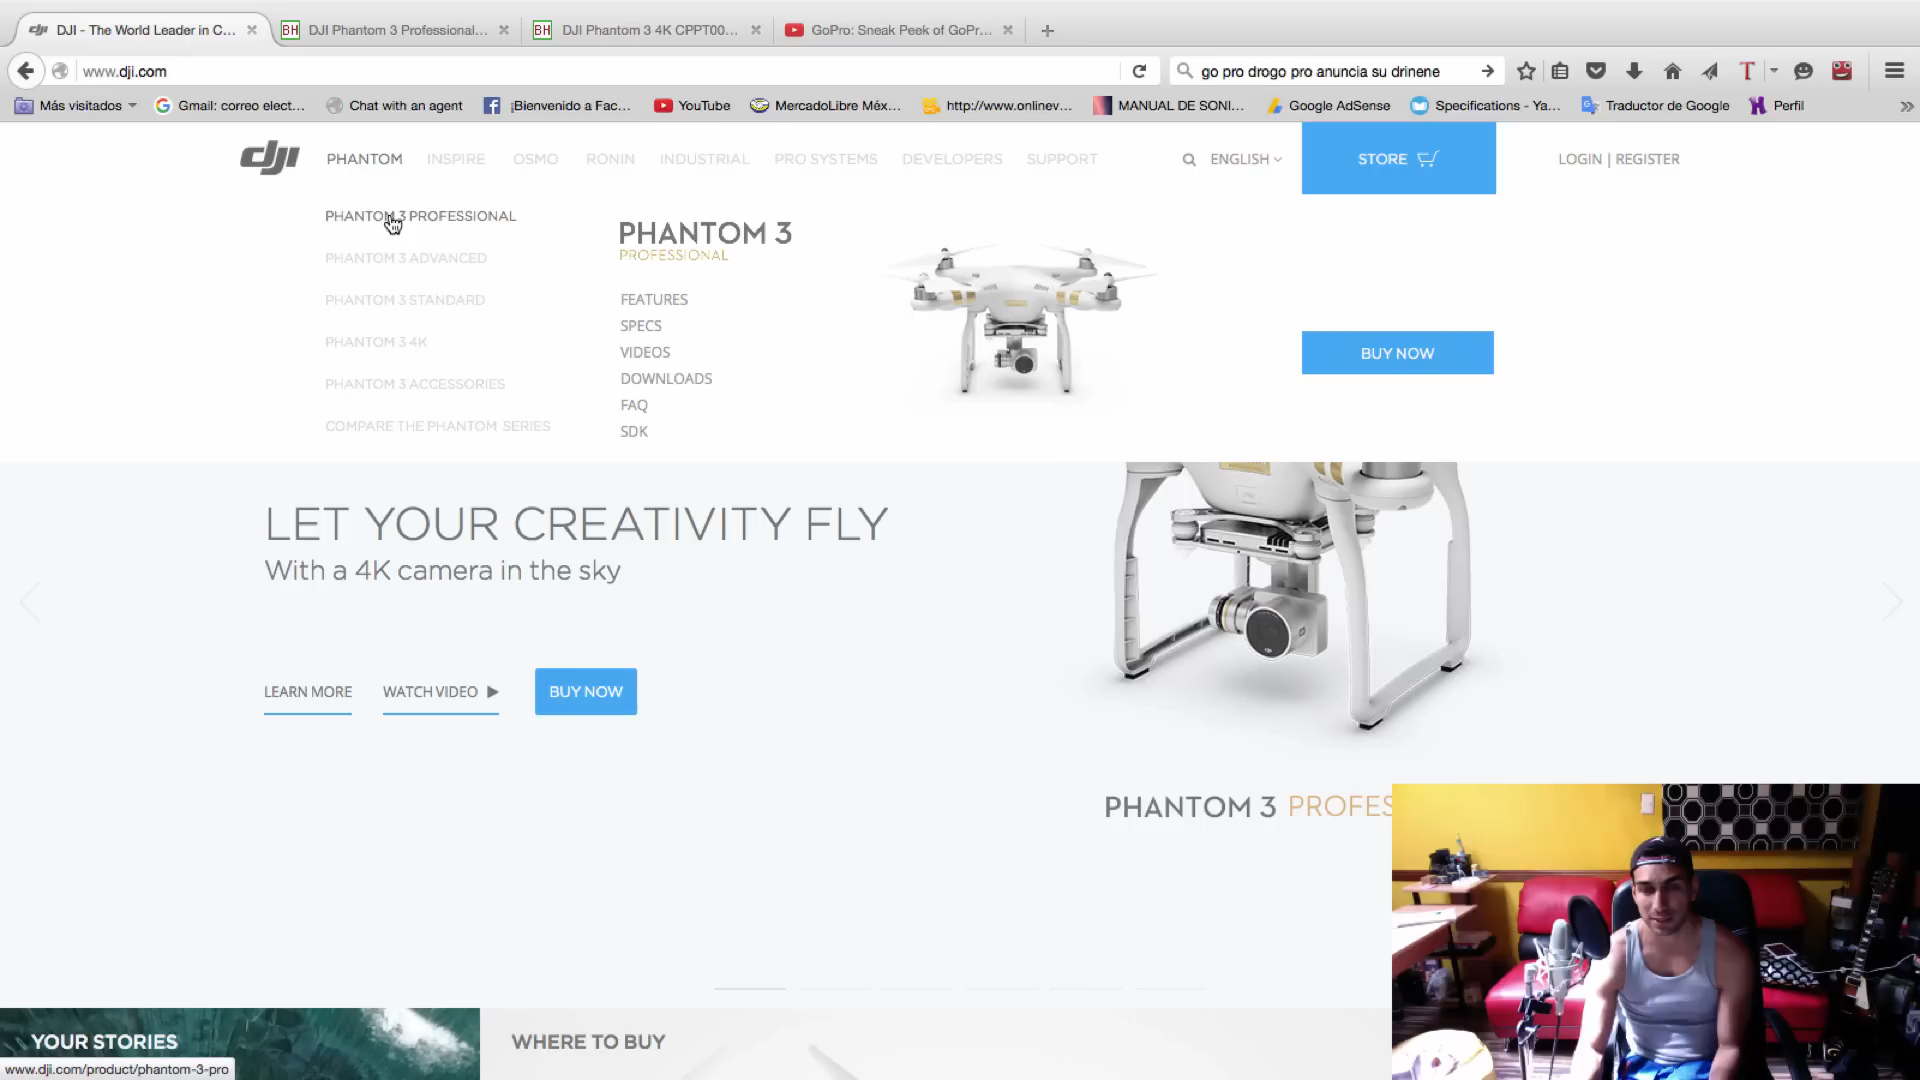 DJI - The World Leader in C...
BH DJI Phantom 3 Professional...
BH DJI Phantom 3 4K CPPT00...
GoPro: Sneak Peek of GoPr...
www.dji.com
go pro drogo pro anuncia su drinene
Más visitados
Gmail: correo elect...
Chat with an agent
¡Bienvenido a Fac...
YouTube
MercadoLibre Méx...
http://www.onlinev...
MANUAL DE SONI...
Google AdSense
Specifications - Ya...
Traductor de Google
Perfil
dji
PHANTOM
INSPIRE
OSMO
RONIN
INDUSTRIAL
PRO SYSTEMS
DEVELOPERS
SUPPORT
ENGLISH
STORE
LOGIN | REGISTER
PHANTOM 3 PROFESSIONAL
PHANTOM 3 ADVANCED
PHANTOM 3 STANDARD
PHANTOM 3 4K
PHANTOM 3 ACCESSORIES
COMPARE THE PHANTOM SERIES
PHANTOM 3
PROFESSIONAL
FEATURES
SPECS
VIDEOS
DOWNLOADS
FAQ
SDK
BUY NOW
LET YOUR CREATIVITY FLY
With a 4K camera in the sky
LEARN MORE
WATCH VIDEO
BUY NOW
PHANTOM 3 PROFES
YOUR STORIES
WHERE TO BUY
www.dji.com/product/phantom-3-pro